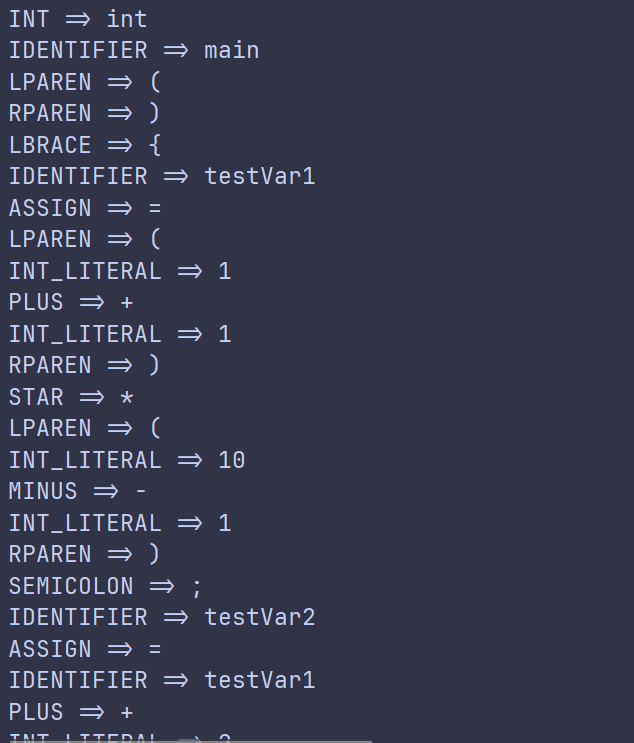 INT => int
IDENTIFIER => main
LPAREN => (
RPAREN => )
LBRACE => {
IDENTIFIER => testVar1
ASSIGN => =
LPAREN => (
INT_LITERAL => 1
PLUS => +
INT_LITERAL => 1
RPAREN => )
STAR => *
LPAREN => (
INT_LITERAL => 10
MINUS => -
INT_LITERAL => 1
RPAREN => )
SEMICOLON => ;
IDENTIFIER => testVar2
ASSIGN => =
IDENTIFIER => testVar1
PLUS => +
INT_LITERAL =>